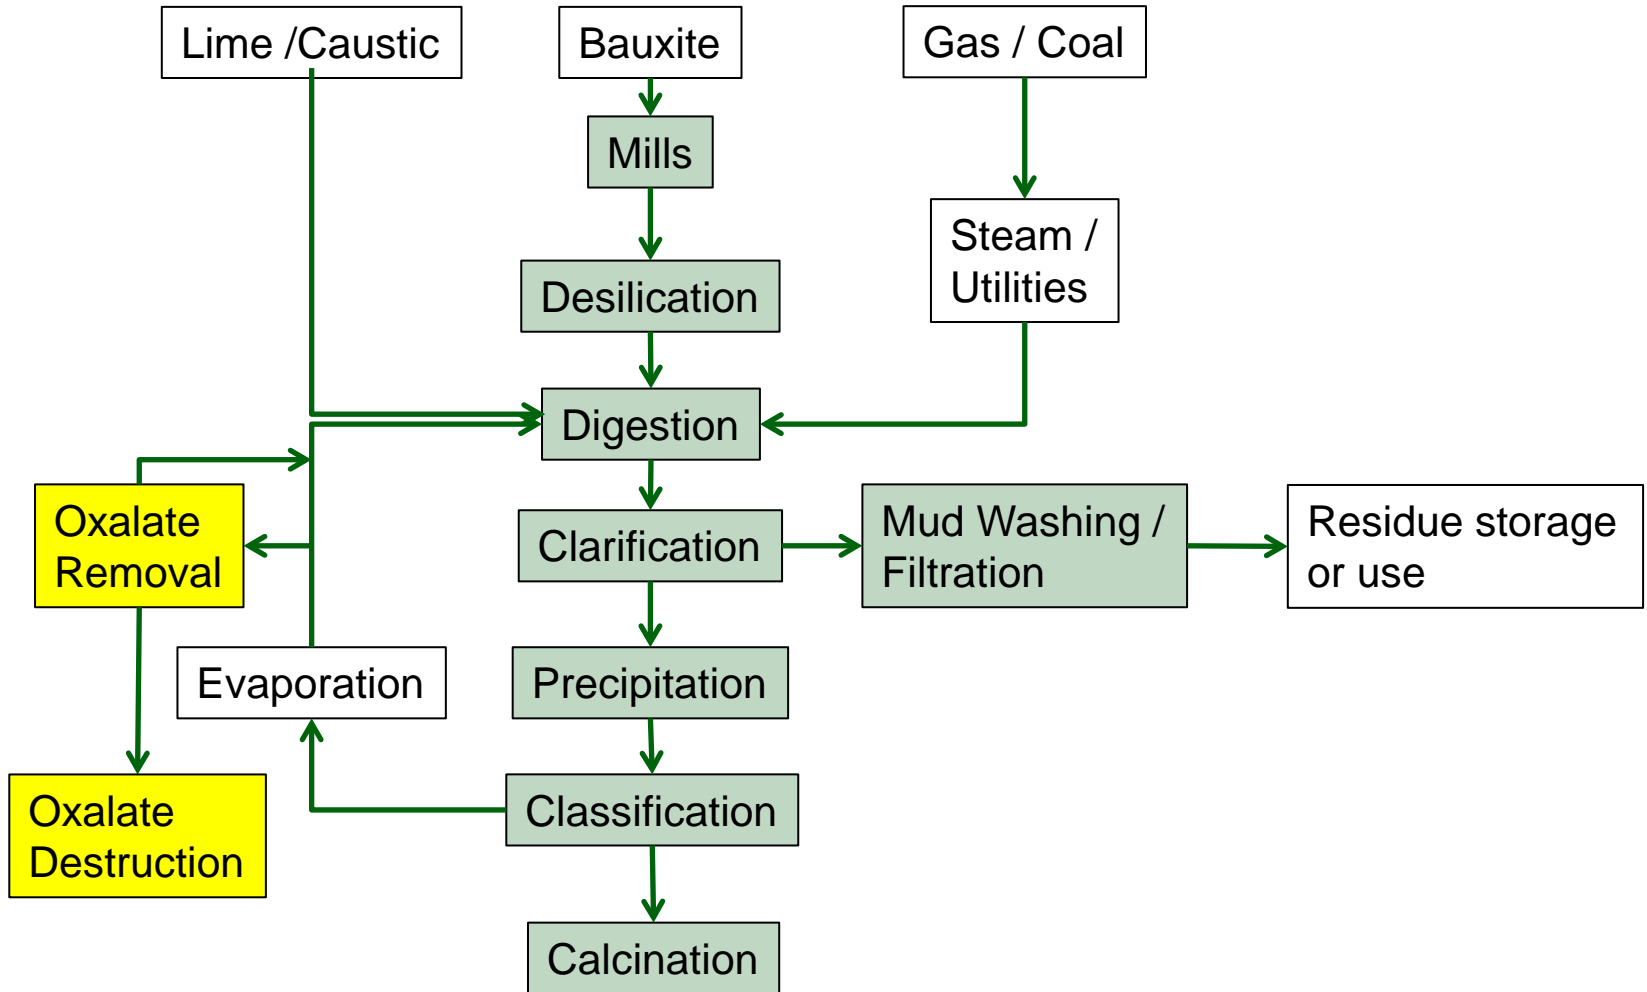 Lime /Caustic
Bauxite
Gas / Coal
Mills
Steam /
Utilities
Desilication
Digestion
Oxalate
Removal
Clarification
Mud Washing /
Filtration
Residue storage
or use
Evaporation
Precipitation
Oxalate
Destruction
Classification
Calcination